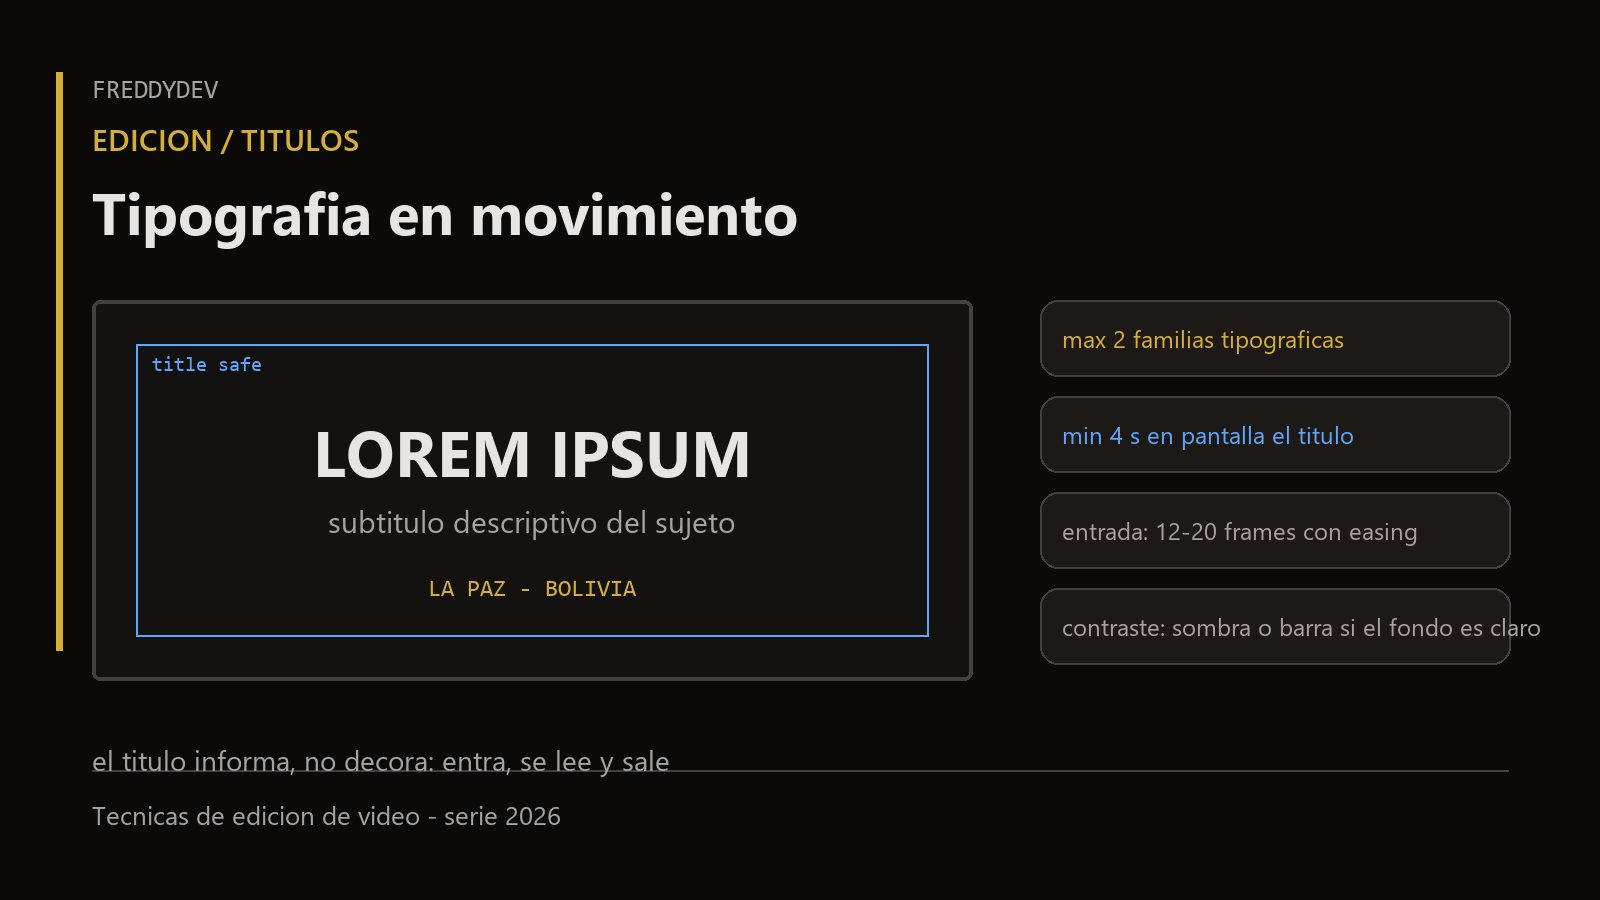 FREDDYDEV
EDICION / TITULOS
Tipografia en movimiento
title safe
LOREM IPSUM
subtitulo descriptivo del sujeto
LA PAZ - BOLIVIA
max 2 familias tipograficas
min 4 s en pantalla el titulo
entrada: 12-20 frames con easing
contraste: sombra o barra si el fondo es claro
el titulo informa, no decora: entra, se lee y sale
Tecnicas de edicion de video - serie 2026